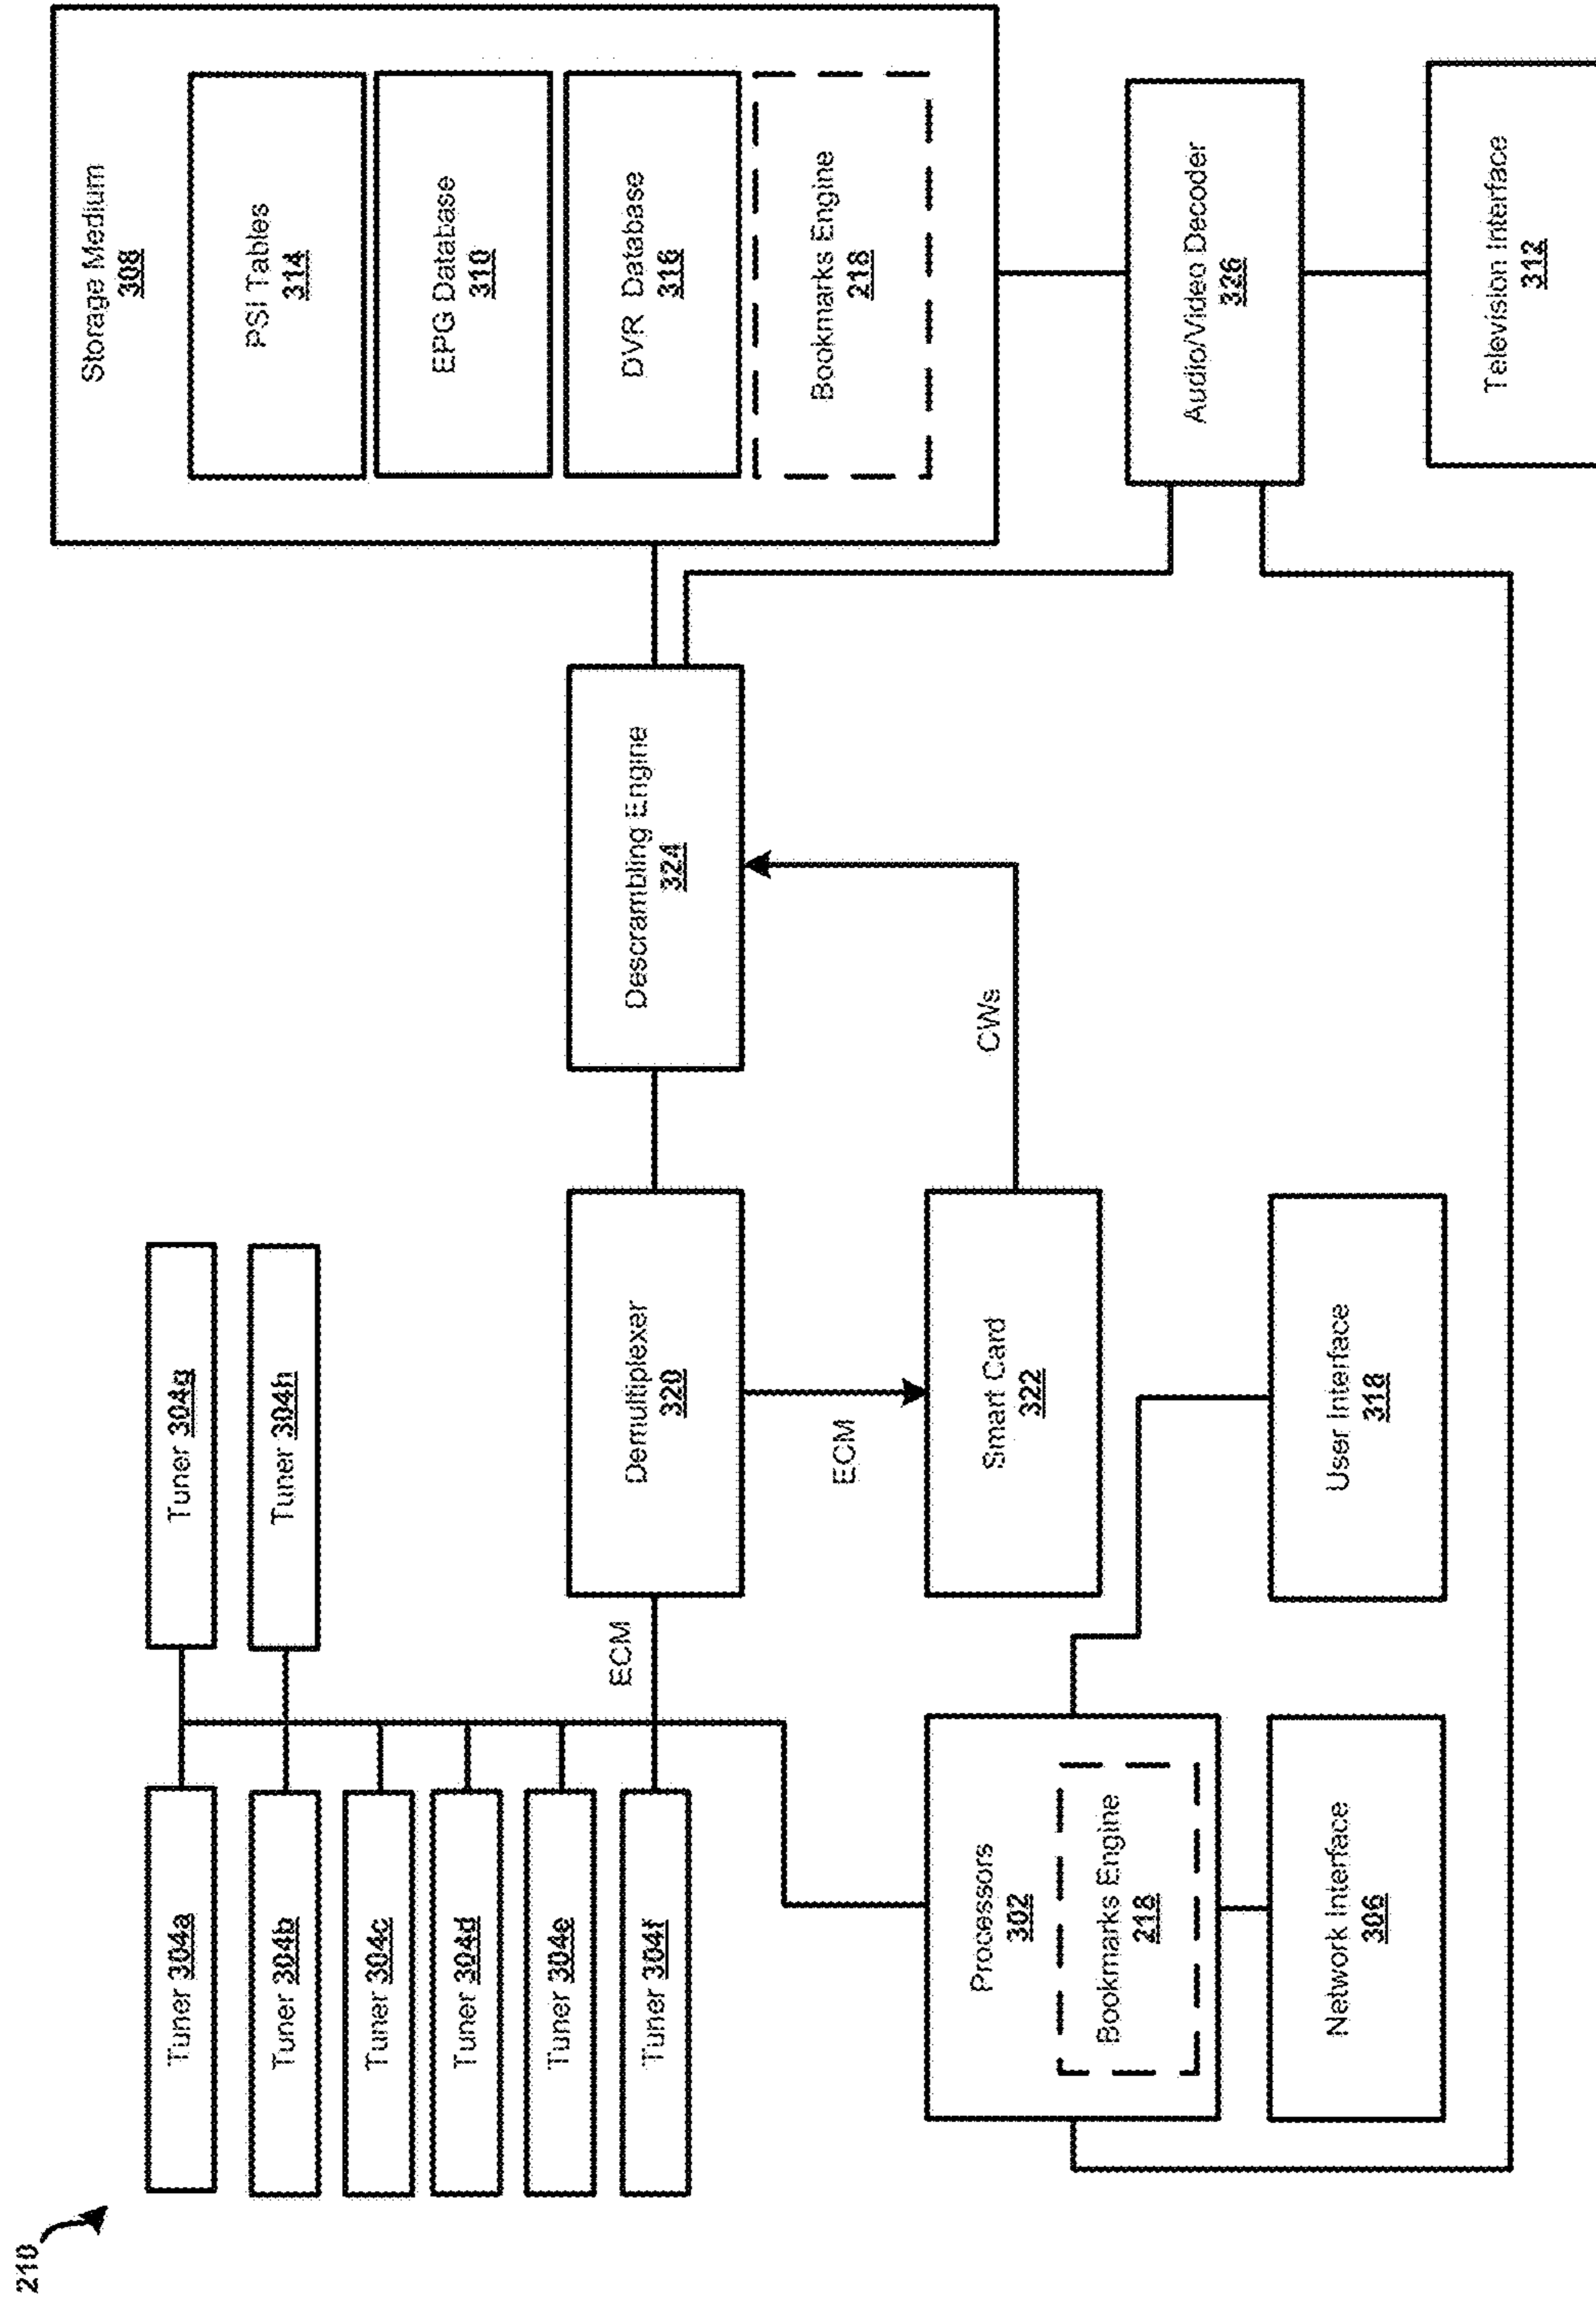 210
Tuner 304a
Tuner 304b
Tuner 304c
Tuner 304d
Tuner 304e
Tuner 304f
Tuner 304g
Tuner 304h
ECM
Demultiplexer
320
ECM
Smart Card
322
CWs
Descrambling Engine
324
Storage Medium
308
PSI Tables
314
EPG Database
310
DVR Database
316
Bookmarks Engine
218
Processors
302
Bookmarks Engine
218
Network Interface
306
User Interface
318
Audio/Video Decoder
326
Television Interface
312